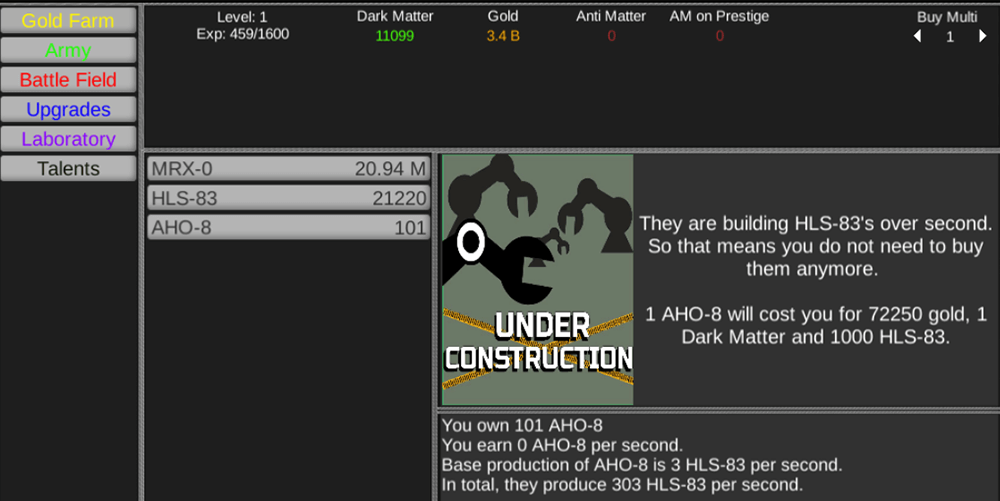 Gold Farm
Army
Battle Field
Upgrades
Laboratory
Talents
Level: 1
Exp: 459/1600
Dark Matter
11099
Gold
3.4 B
Anti Matter
0
AM on Prestige
0
Buy Multi
1
MRX-0 20.94 M
HLS-83 21220
AHO-8 101
UNDER
CONSTRUCTION
They are building HLS-83's over second.
So that means you do not need to buy
them anymore.
1 AHO-8 will cost you for 72250 gold, 1
Dark Matter and 1000 HLS-83.
You own 101 AHO-8
You earn 0 AHO-8 per second.
Base production of AHO-8 is 3 HLS-83 per second.
In total, they produce 303 HLS-83 per second.